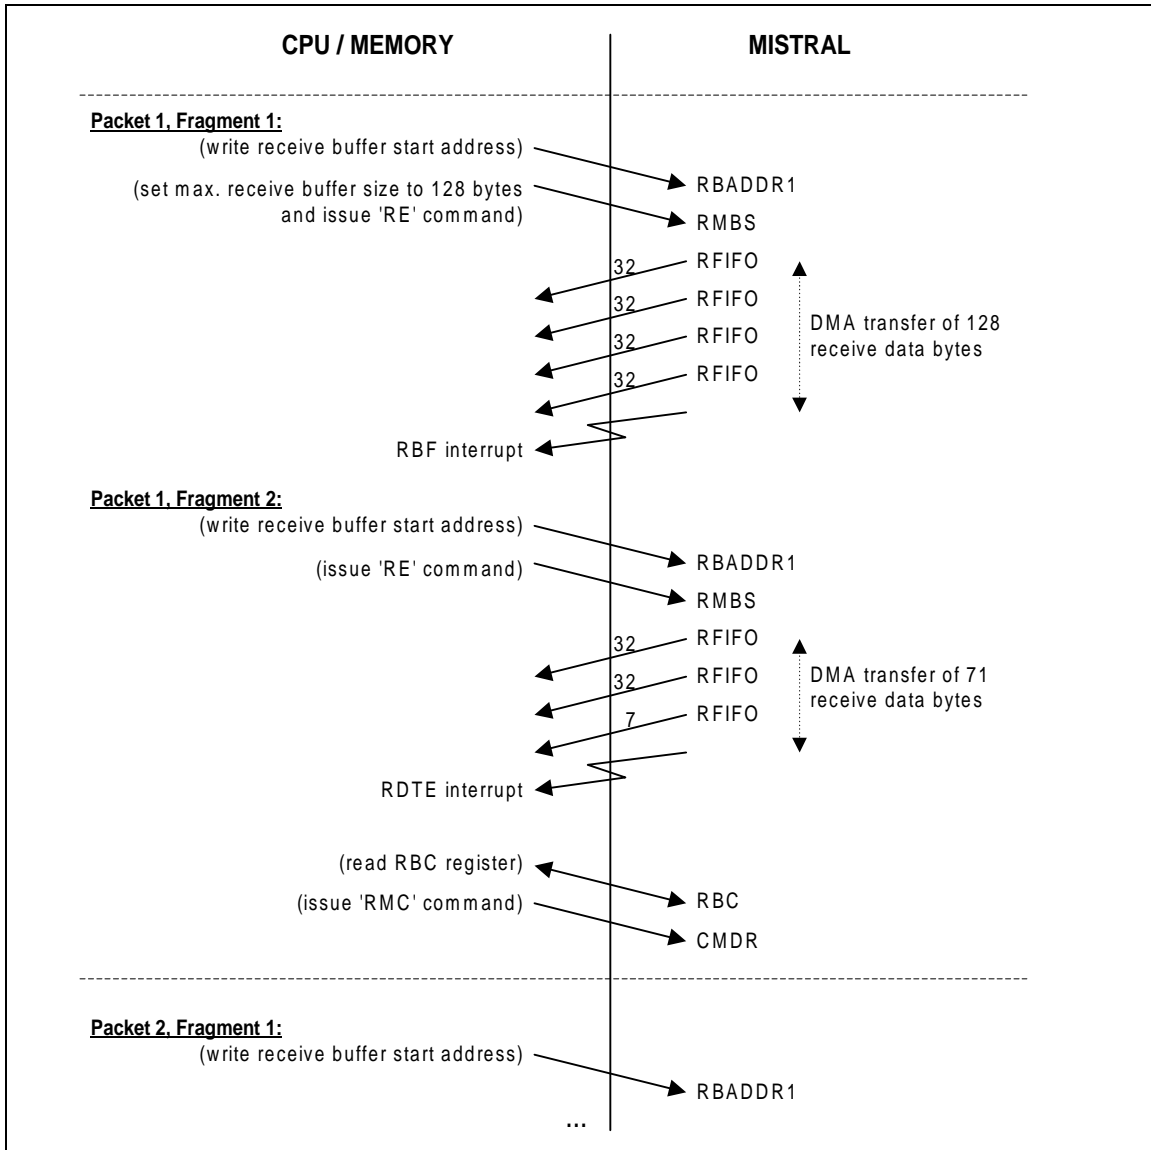 CPU / MEMORY MISTRAL
Packet 1, Fragment 1:
(write receive buffer start address)
RBADDR1
(set max. receive buffer size to 128 bytes
and issue 'RE' command)
RMBS
32 RFIFO
32 RFIFO
32 RFIFO
32 RFIFO
DMA transfer of 128
receive data bytes
RBF interrupt
Packet 1, Fragment 2:
(write receive buffer start address)
RBADDR1
(issue 'RE' command)
RMBS
32 RFIFO
32 RFIFO
7 RFIFO
DMA transfer of 71
receive data bytes
RDTE interrupt
(read RBC register)
RBC
(issue 'RMC' command)
CMDR
Packet 2, Fragment 1:
(write receive buffer start address)
RBADDR1
...